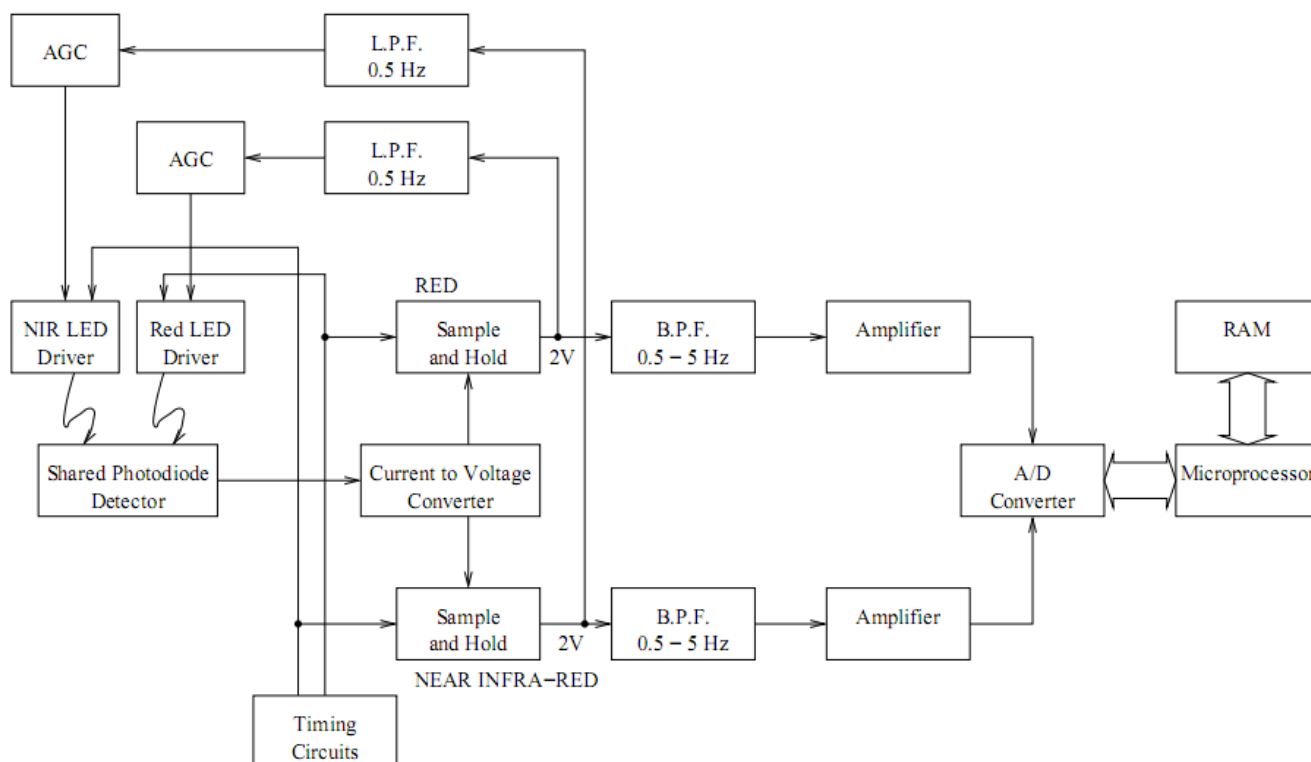 AGC
L.P.F.
0.5 Hz
AGC
L.P.F.
0.5 Hz
RED
NIR LED
Driver
Red LED
Driver
Sample
and Hold
2V
B.P.F.
0.5 − 5 Hz
Amplifier
RAM
Shared Photodiode
Detector
Current to Voltage
Converter
A/D
Converter
Microprocessor
Sample
and Hold
2V
B.P.F.
0.5 − 5 Hz
Amplifier
NEAR INFRA−RED
Timing
Circuits